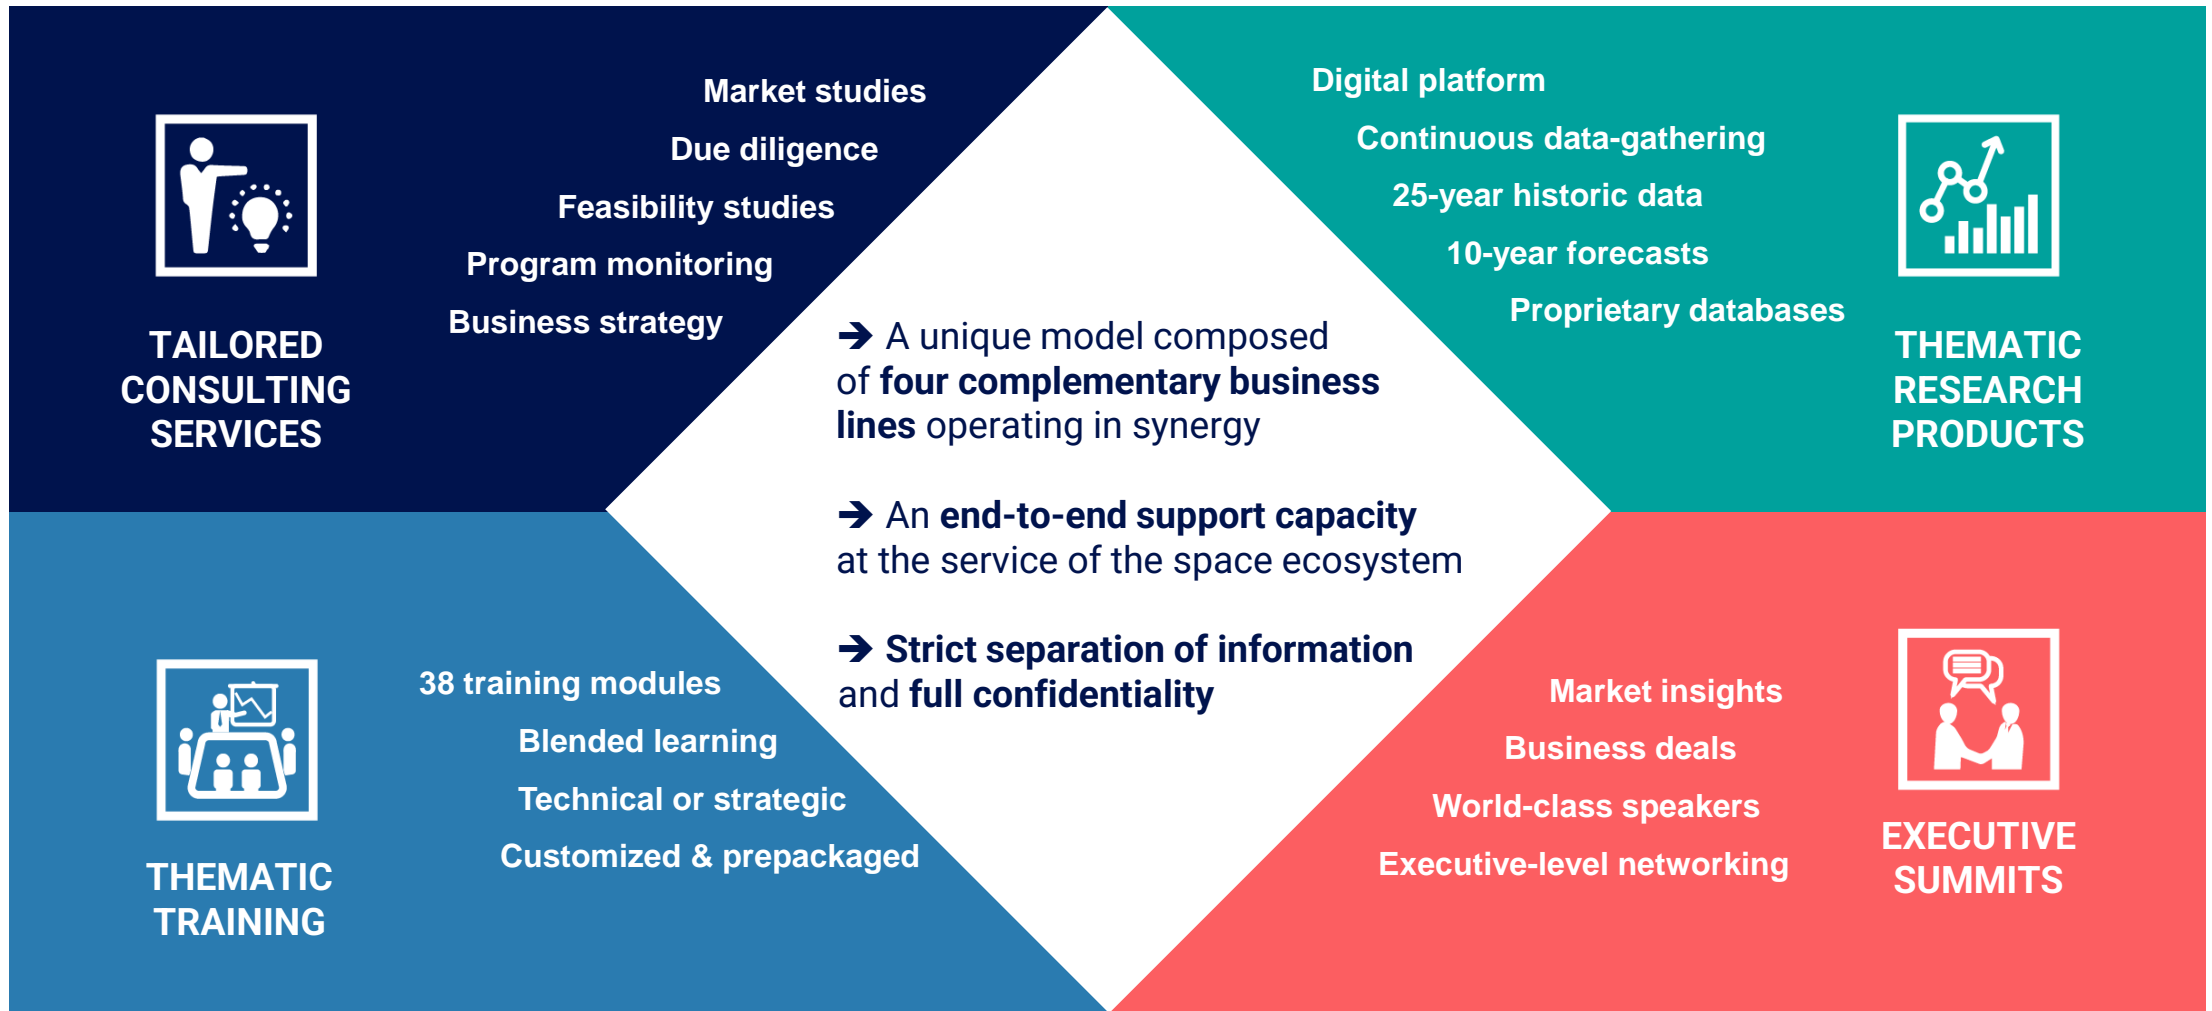 Market studies
Due diligence
Feasibility studies
Program monitoring
Business strategy
TAILORED
CONSULTING
SERVICES
Digital platform
Continuous data-gathering
25-year historic data
10-year forecasts
Proprietary databases
THEMATIC
RESEARCH
PRODUCTS
➔ A unique model composed
of four complementary business
lines operating in synergy
➔ An end-to-end support capacity
at the service of the space ecosystem
➔ Strict separation of information
and full confidentiality
38 training modules
Blended learning
Technical or strategic
Customized & prepackaged
THEMATIC
TRAINING
Market insights
Business deals
World-class speakers
Executive-level networking
EXECUTIVE
SUMMITS